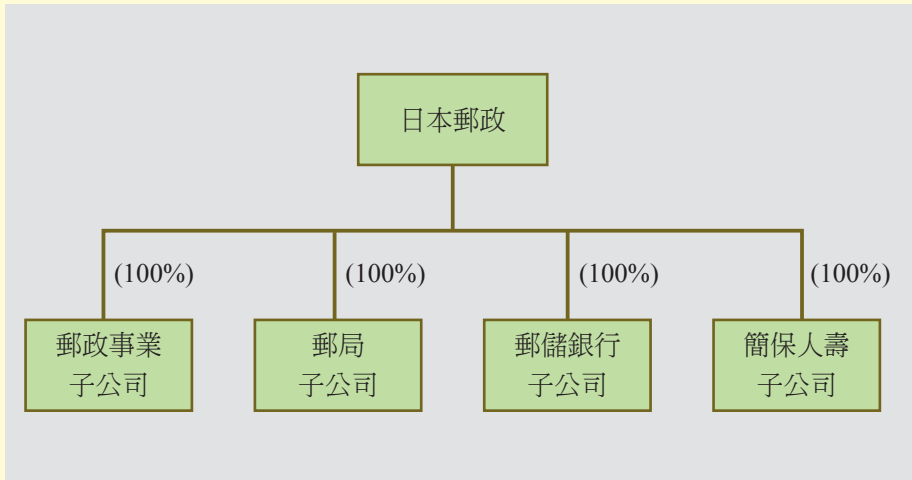 日本郵政
(100%)
(100%)
(100%)
(100%)
郵政事業
子公司
郵局
子公司
郵儲銀行
子公司
簡保人壽
子公司